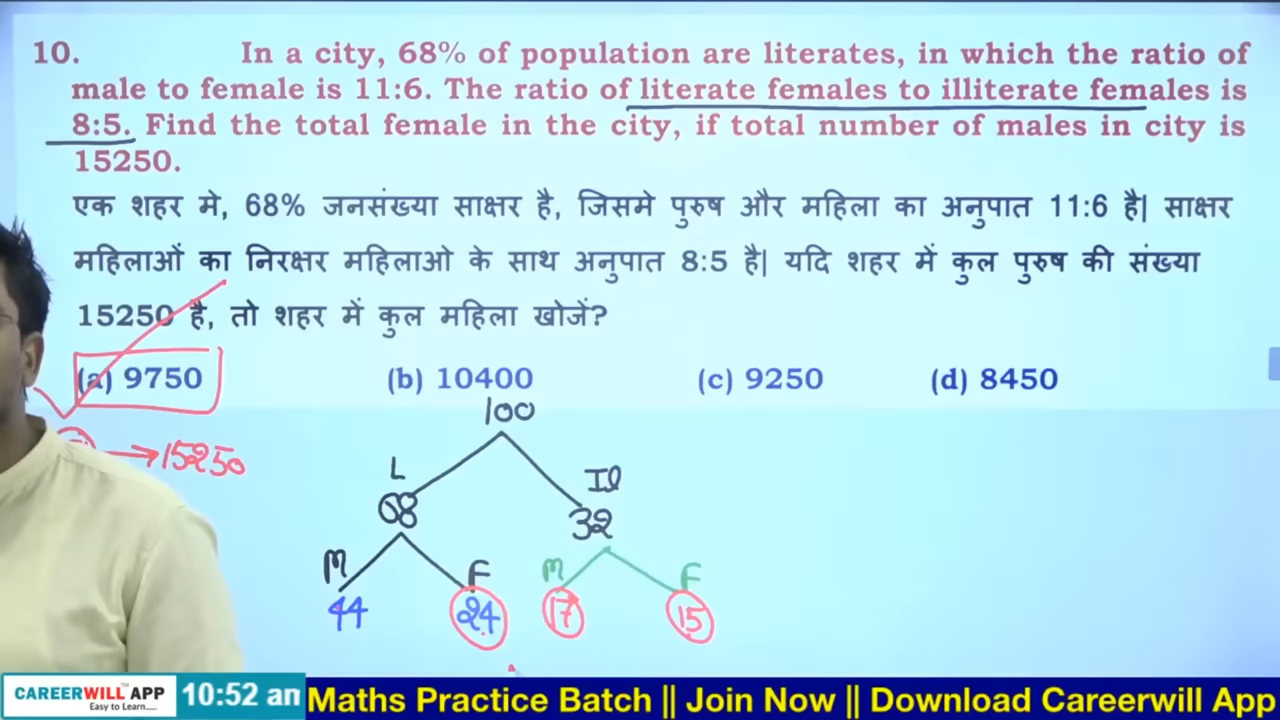 10. In a city, 68% of population are literates, in which the ratio of
male to female is 11:6. The ratio of literate females to illiterate females is
8:5. Find the total female in the city, if total number of males in city is
15250.
एक शहर मे, 68% जनसंख्या साक्षर है, जिसमे पुरुष और महिला का अनुपात 11:6 है| साक्षर
महिलाओं का निरक्षर महिलाओ के साथ अनुपात 8:5 है| यदि शहर में कुल पुरुष की संख्या
15250 है, तो शहर में कुल महिला खोजें?
(a) 9750 (b) 10400 (c) 9250 (d) 8450
100
→15250
L Il
68 32
M F M F
44 24 17 15
CAREERWILL APP
Easy to Learn.....
10:52 am
Maths Practice Batch || Join Now || Download Careerwill App